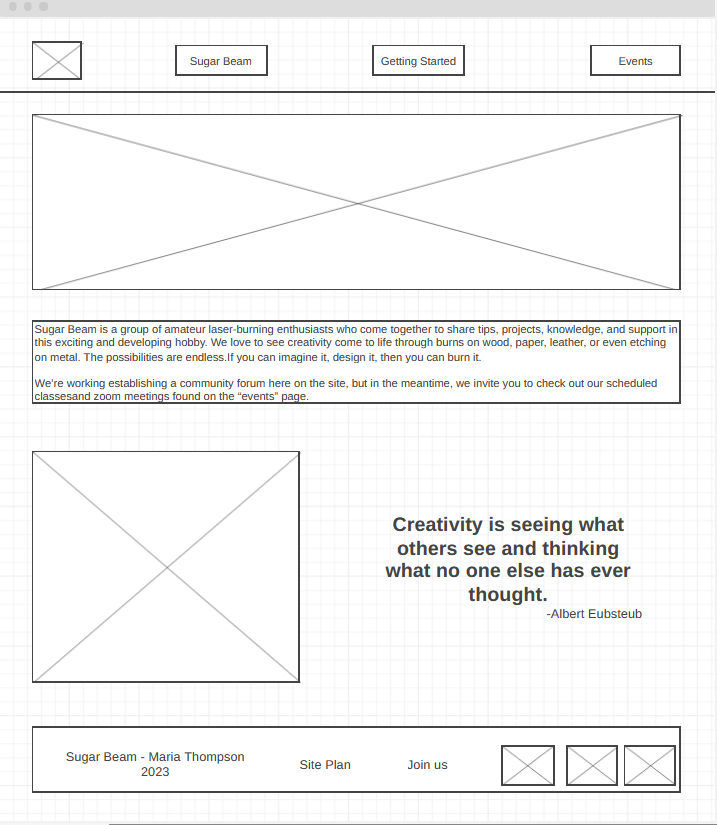 Sugar Beam
Getting Started
Events
Sugar Beam is a group of amateur laser-burning enthusiasts who come together to share tips, projects, knowledge, and support in
this exciting and developing hobby. We love to see creativity come to life through burns on wood, paper, leather, or even etching
on metal. The possibilities are endless.If you can imagine it, design it, then you can burn it.
We're working establishing a community forum here on the site, but in the meantime, we invite you to check out our scheduled
classesand zoom meetings found on the “events” page.
Creativity is seeing what
others see and thinking
what no one else has ever
thought.
-Albert Eubsteub
Sugar Beam - Maria Thompson
2023
Site Plan
Join us